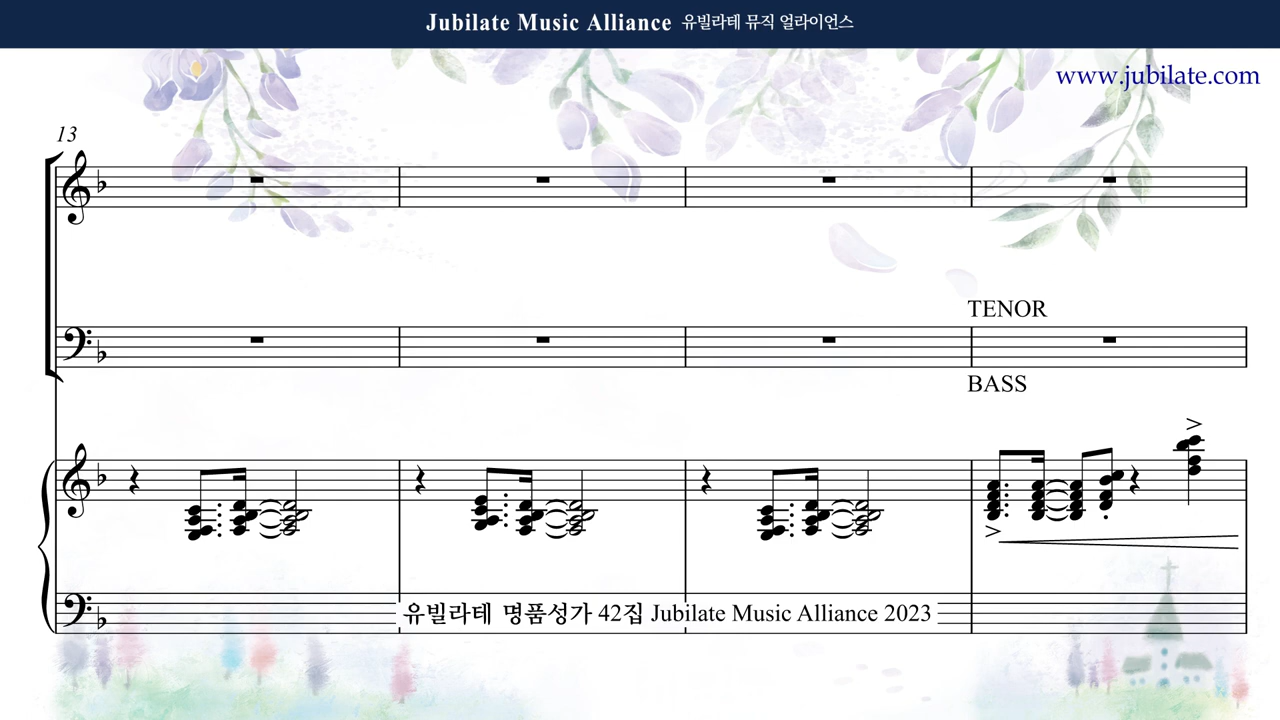 Jubilate Music Alliance 유빌라테 뮤직 얼라이언스
www.jubilate.com
13
TENOR
BASS
유빌라테 명품성가 42집 Jubilate Music Alliance 2023